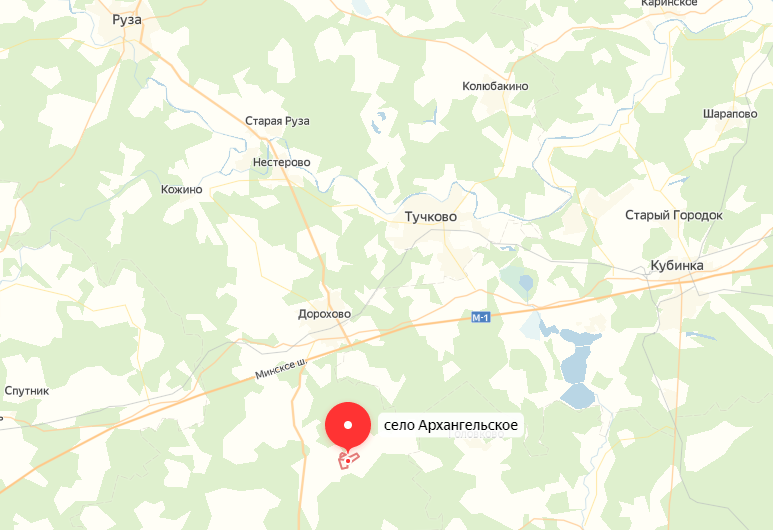 Руза
Каринское
Колюбакино
Шарапово
Старая Руза
Нестерово
Кожино
Тучково
Старый Городок
Кубинка
Дорохово
М-1
Минское ш.
Спутник
село Архангельское